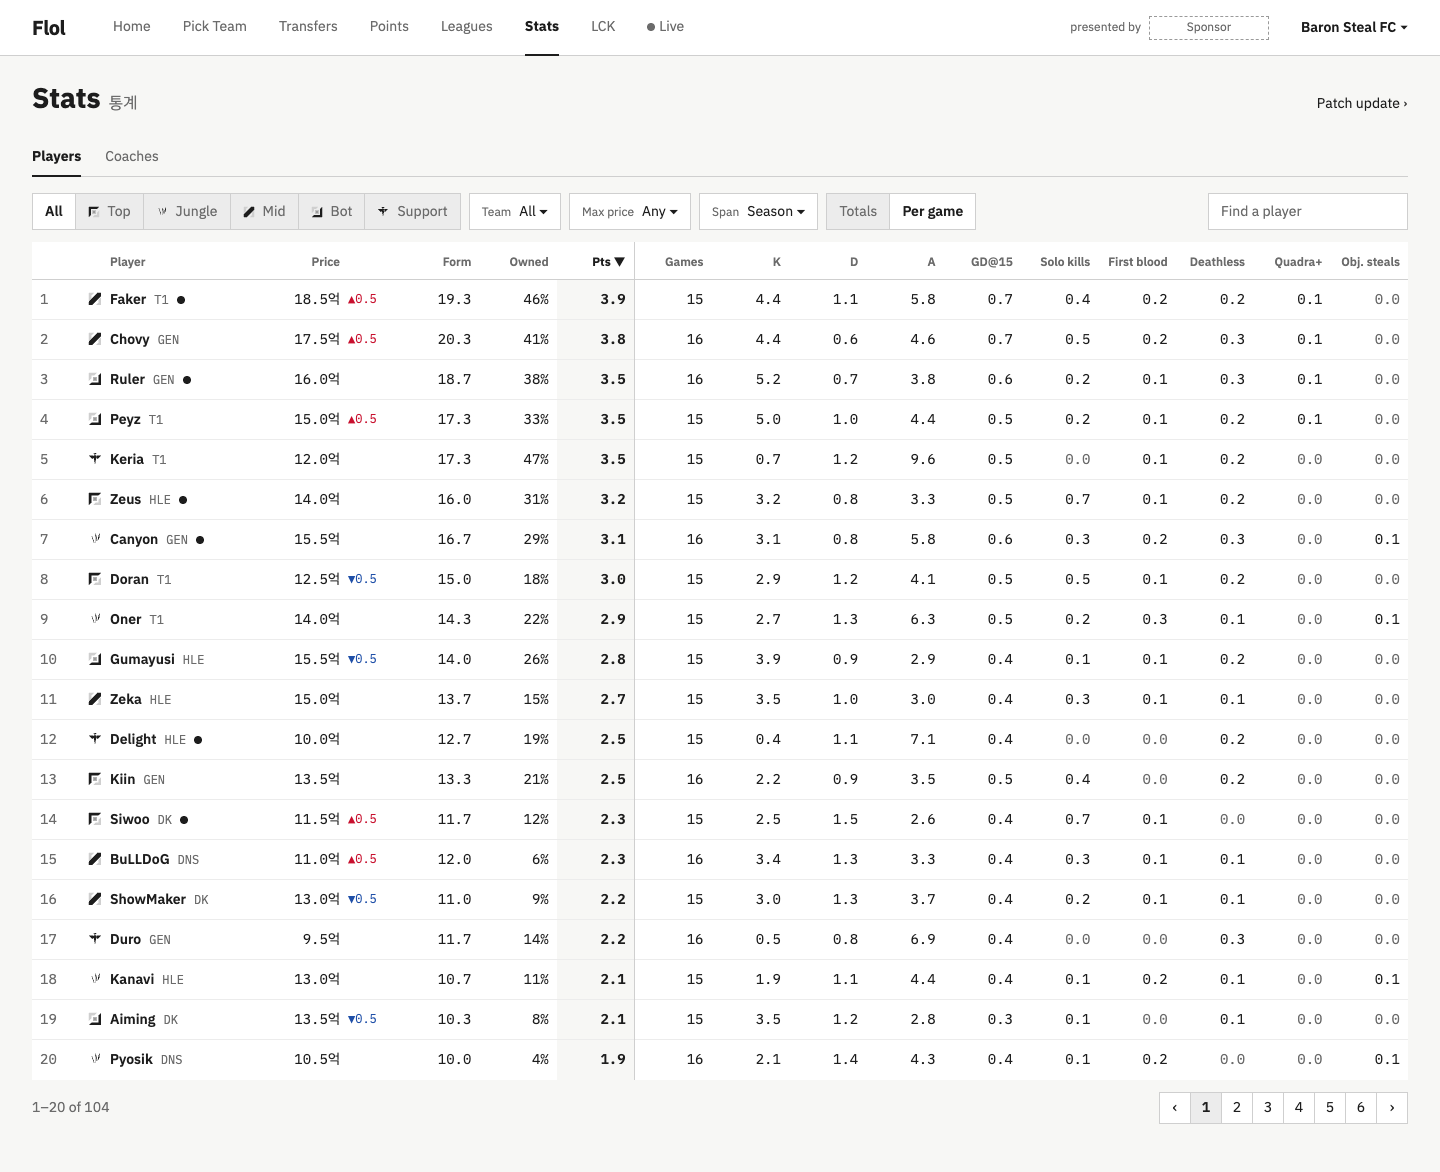 Flol Home Pick Team Transfers Points Leagues Stats LCK ● Live presented by Sponsor Baron Steal FC
Stats 통계
Patch update ›
Players Coaches
All Top Jungle Mid Bot Support Team All Max price Any Span Season Totals Per game Find a player
Player Price Form Owned Pts ▼ Games K D A GD@15 Solo kills First blood Deathless Quadra+ Obj. steals
1 Faker T1 ● 18.5억 ▲0.5 19.3 46% 3.9 15 4.4 1.1 5.8 0.7 0.4 0.2 0.2 0.1 0.0
2 Chovy GEN 17.5억 ▲0.5 20.3 41% 3.8 16 4.4 0.6 4.6 0.7 0.5 0.2 0.3 0.1 0.0
3 Ruler GEN ● 16.0억 18.7 38% 3.5 16 5.2 0.7 3.8 0.6 0.2 0.1 0.3 0.1 0.0
4 Peyz T1 15.0억 ▲0.5 17.3 33% 3.5 15 5.0 1.0 4.4 0.5 0.2 0.1 0.2 0.1 0.0
5 Keria T1 12.0억 17.3 47% 3.5 15 0.7 1.2 9.6 0.5 0.0 0.1 0.2 0.0 0.0
6 Zeus HLE ● 14.0억 16.0 31% 3.2 15 3.2 0.8 3.3 0.5 0.7 0.1 0.2 0.0 0.0
7 Canyon GEN ● 15.5억 16.7 29% 3.1 16 3.1 0.8 5.8 0.6 0.3 0.2 0.3 0.0 0.1
8 Doran T1 12.5억 ▼0.5 15.0 18% 3.0 15 2.9 1.2 4.1 0.5 0.5 0.1 0.2 0.0 0.0
9 Oner T1 14.0억 14.3 22% 2.9 15 2.7 1.3 6.3 0.5 0.2 0.3 0.1 0.0 0.1
10 Gumayusi HLE 15.5억 ▼0.5 14.0 26% 2.8 15 3.9 0.9 2.9 0.4 0.1 0.1 0.2 0.0 0.0
11 Zeka HLE 15.0억 13.7 15% 2.7 15 3.5 1.0 3.0 0.4 0.3 0.1 0.1 0.0 0.0
12 Delight HLE ● 10.0억 12.7 19% 2.5 15 0.4 1.1 7.1 0.4 0.0 0.0 0.2 0.0 0.0
13 Kiin GEN 13.5억 13.3 21% 2.5 16 2.2 0.9 3.5 0.5 0.4 0.0 0.2 0.0 0.0
14 Siwoo DK ● 11.5억 ▲0.5 11.7 12% 2.3 15 2.5 1.5 2.6 0.4 0.7 0.1 0.0 0.0 0.0
15 BuLLDoG DNS 11.0억 ▲0.5 12.0 6% 2.3 16 3.4 1.3 3.3 0.4 0.3 0.1 0.1 0.0 0.0
16 ShowMaker DK 13.0억 ▼0.5 11.0 9% 2.2 15 3.0 1.3 3.7 0.4 0.2 0.1 0.1 0.0 0.0
17 Duro GEN 9.5억 11.7 14% 2.2 16 0.5 0.8 6.9 0.4 0.0 0.0 0.3 0.0 0.0
18 Kanavi HLE 13.0억 10.7 11% 2.1 15 1.9 1.1 4.4 0.4 0.1 0.2 0.1 0.0 0.1
19 Aiming DK 13.5억 ▼0.5 10.3 8% 2.1 15 3.5 1.2 2.8 0.3 0.1 0.0 0.1 0.0 0.0
20 Pyosik DNS 10.5억 10.0 4% 1.9 16 2.1 1.4 4.3 0.4 0.1 0.2 0.0 0.0 0.1
1–20 of 104 ‹ 1 2 3 4 5 6 ›